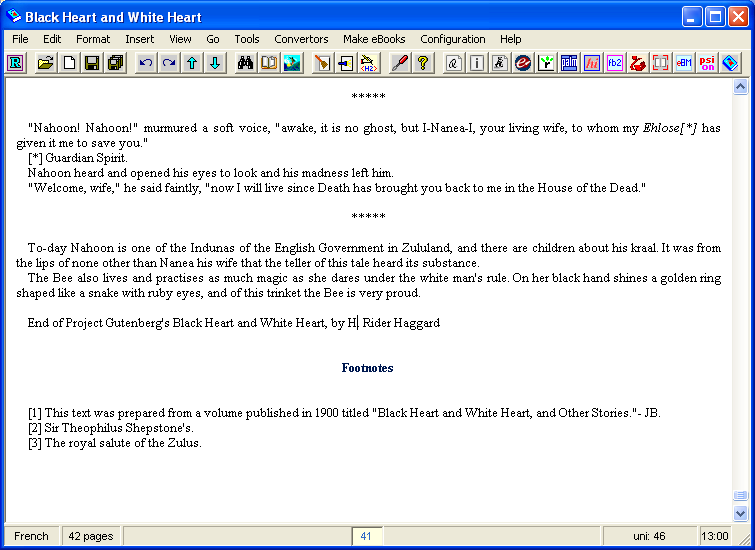 Black Heart and White Heart
File Edit Format Insert View Go Tools Convertors Make eBooks Configuration Help
R H2 ? a i a e palm hi fb2 eBM psi on
*****
"Nahoon! Nahoon!" murmured a soft voice, "awake, it is no ghost, but I-Nanea-I, your living wife, to whom my Ehlose[*] has
given it me to save you."
[*] Guardian Spirit.
Nahoon heard and opened his eyes to look and his madness left him.
"Welcome, wife," he said faintly, "now I will live since Death has brought you back to me in the House of the Dead."
*****
To-day Nahoon is one of the Indunas of the English Government in Zululand, and there are children about his kraal. It was from
the lips of none other than Nanea his wife that the teller of this tale heard its substance.
The Bee also lives and practises as much magic as she dares under the white man's rule. On her black hand shines a golden ring
shaped like a snake with ruby eyes, and of this trinket the Bee is very proud.
End of Project Gutenberg's Black Heart and White Heart, by H. Rider Haggard
Footnotes
[1] This text was prepared from a volume published in 1900 titled "Black Heart and White Heart, and Other Stories."- JB.
[2] Sir Theophilus Shepstone's.
[3] The royal salute of the Zulus.
French 42 pages 41 uni: 46 13:00